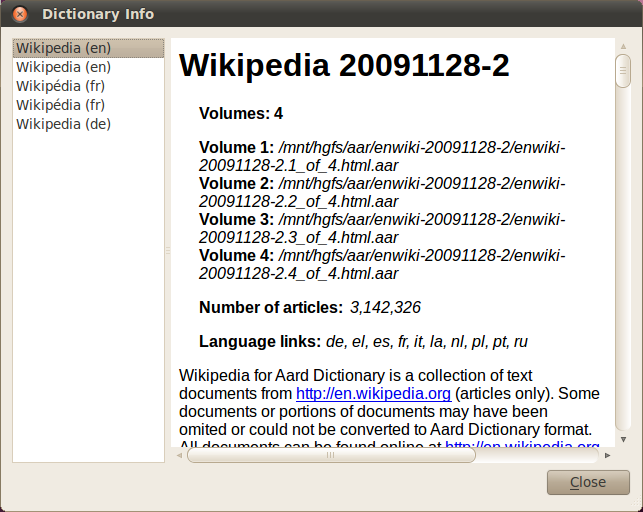 Dictionary Info
Wikipedia (en)
Wikipedia (en)
Wikipédia (fr)
Wikipédia (fr)
Wikipedia (de)
Wikipedia 20091128-2
Volumes: 4
Volume 1: /mnt/hgfs/aar/enwiki-20091128-2/enwiki-
20091128-2.1_of_4.html.aar
Volume 2: /mnt/hgfs/aar/enwiki-20091128-2/enwiki-
20091128-2.2_of_4.html.aar
Volume 3: /mnt/hgfs/aar/enwiki-20091128-2/enwiki-
20091128-2.3_of_4.html.aar
Volume 4: /mnt/hgfs/aar/enwiki-20091128-2/enwiki-
20091128-2.4_of_4.html.aar
Number of articles: 3,142,326
Language links: de, el, es, fr, it, la, nl, pl, pt, ru
Wikipedia for Aard Dictionary is a collection of text
documents from http://en.wikipedia.org (articles only). Some
documents or portions of documents may have been
omited or could not be converted to Aard Dictionary format.
All documents can be found online at http://en.wikipedia.org
Close